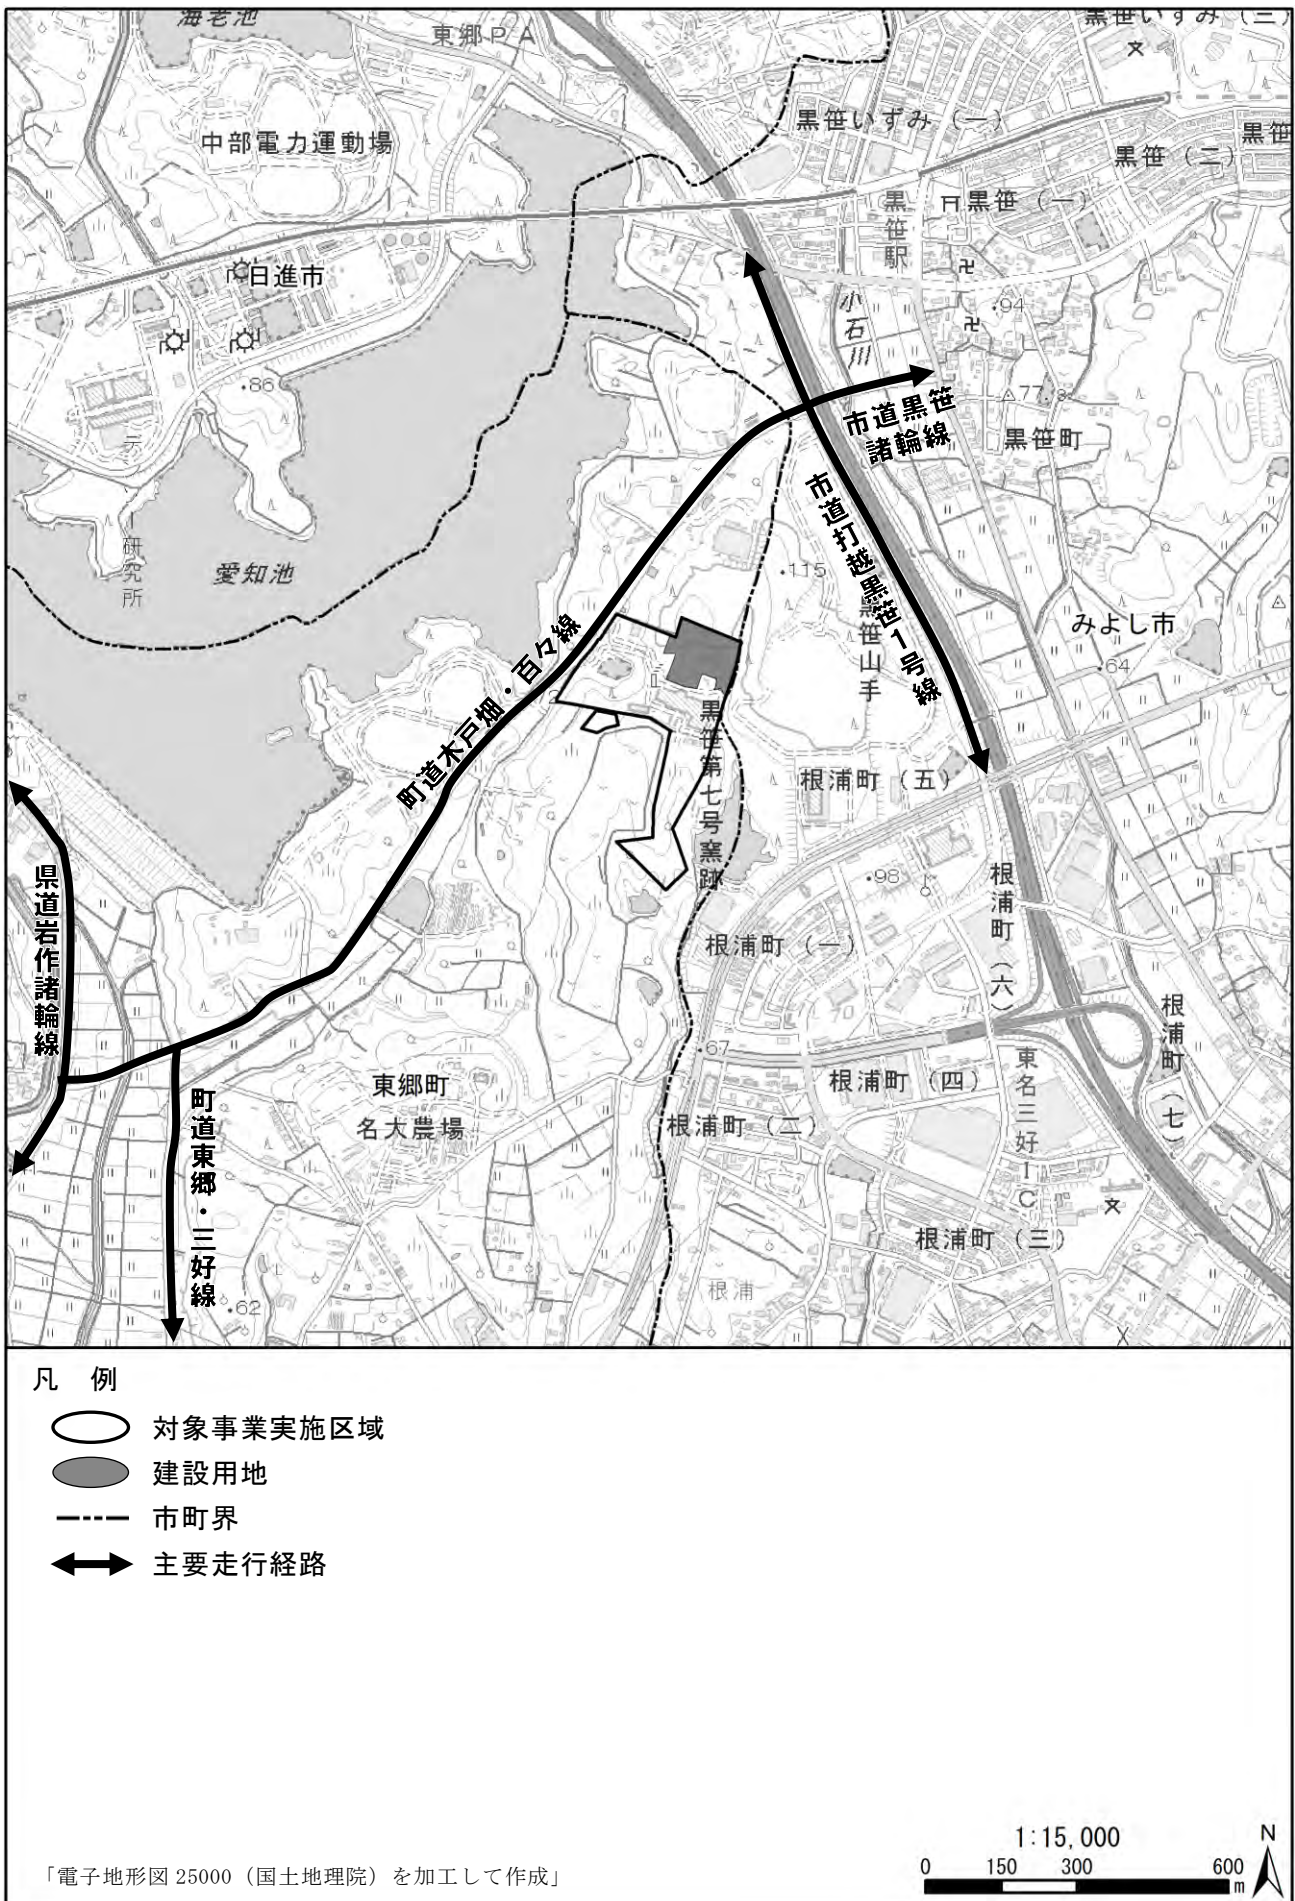 海老池
東郷PA
黒笹いずみ(三)
中部電力運動場
黒笹いずみ(一)
黒笹(二)
黒笹
黒笹(一)
黒笹駅
日進市
小石川
・94
・86
77.8
市道黒笹
諸輪線
黒笹町
市道打越黒笹1号線
研究所
愛知池
・115
黒笹山手
みよし市
・64
町道木戸畑・百々線
黒笹第七号窯跡
根浦町(五)
県道岩作諸輪線
・98
根浦町(六)
根浦町(一)
70
根浦町(七)
・67
東郷町
名大農場
根浦町(四)
東名三好IC
町道東郷・三好線
根浦町(二)
根浦町(三)
根浦
・62
凡 例
対象事業実施区域
建設用地
市町界
主要走行経路
「電子地形図 25000(国土地理院)を加工して作成」
1:15,000
0 150 300 600
m
N